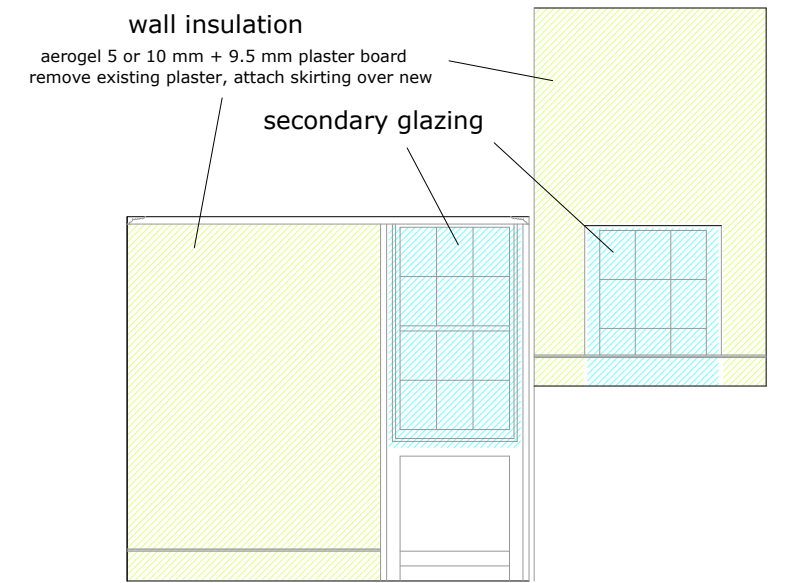 wall insulation
aerogel 5 or 10 mm + 9.5 mm plaster board
remove existing plaster, attach skirting over new
secondary glazing